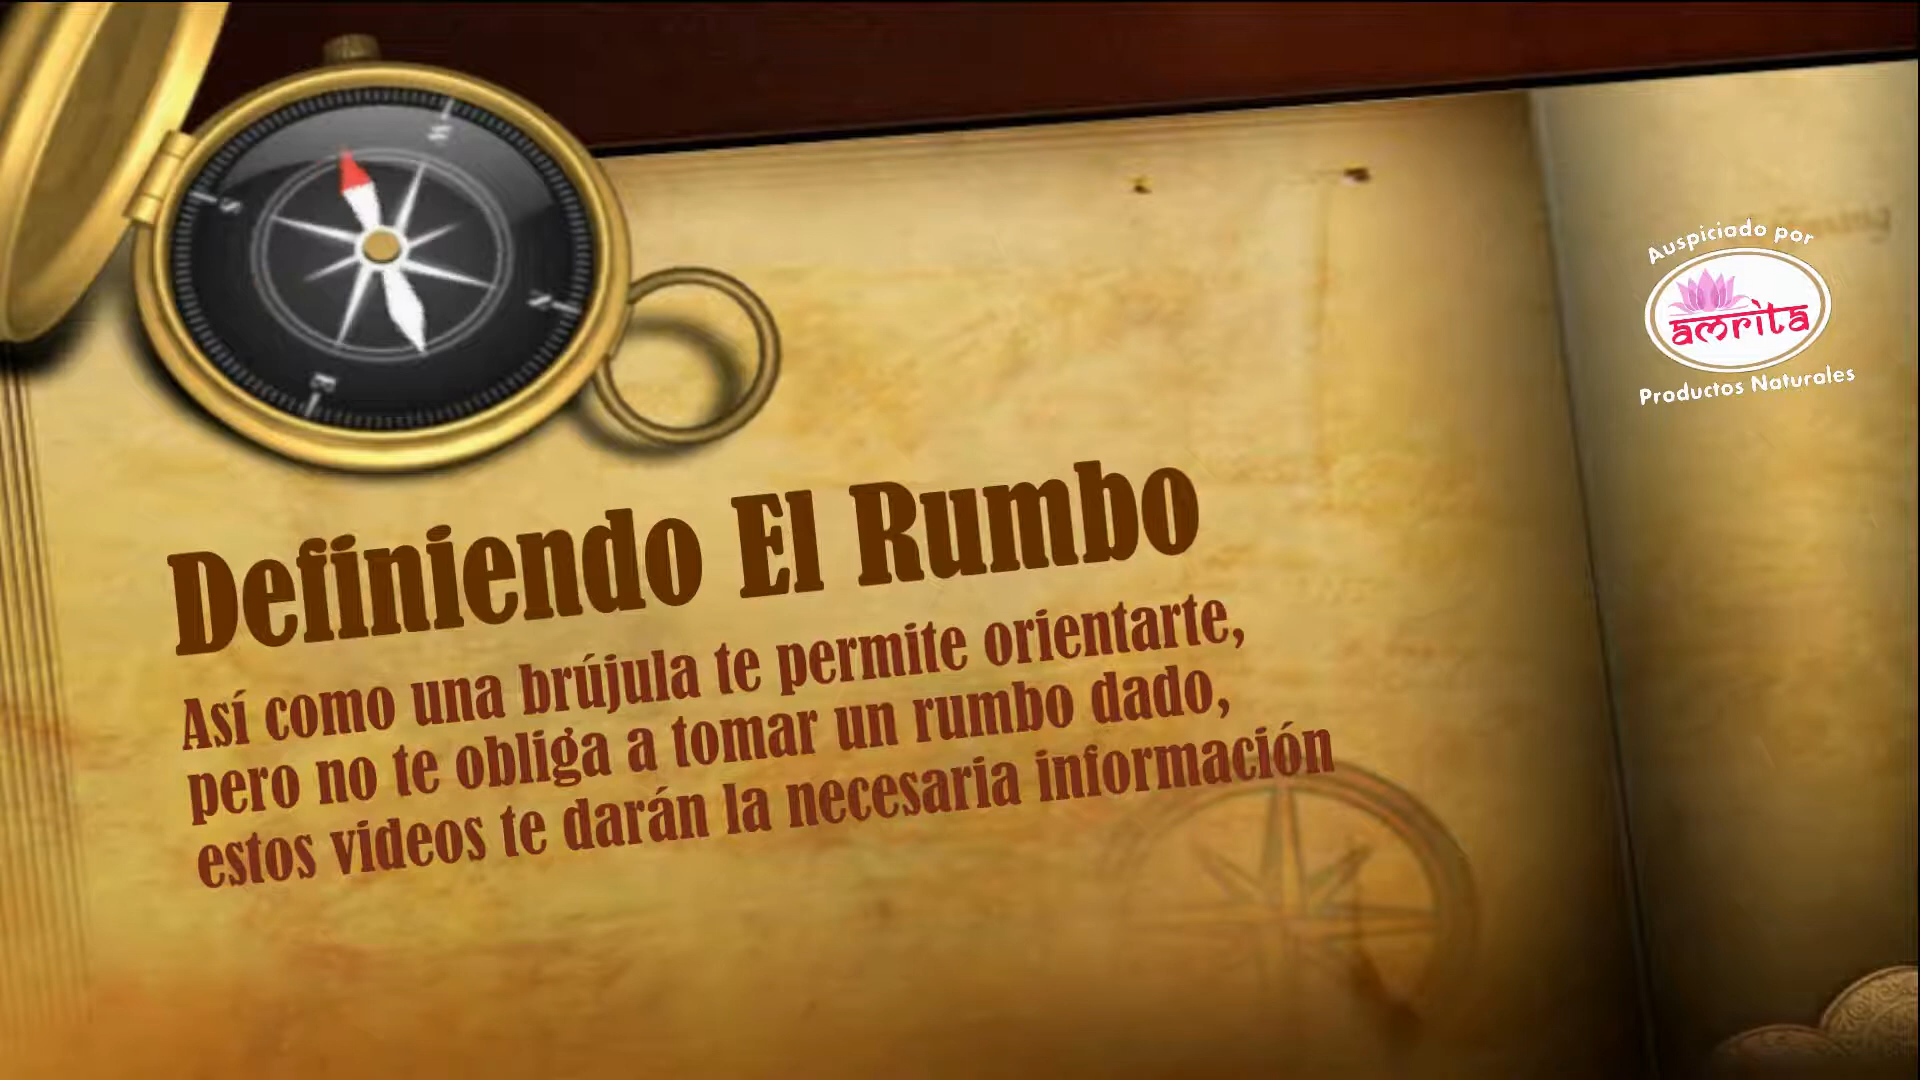 Definiendo El Rumbo
Así como una brújula te permite orientarte,
pero no te obliga a tomar un rumbo dado,
estos videos te darán la necesaria información
Auspiciado por
amrita
Productos Naturales